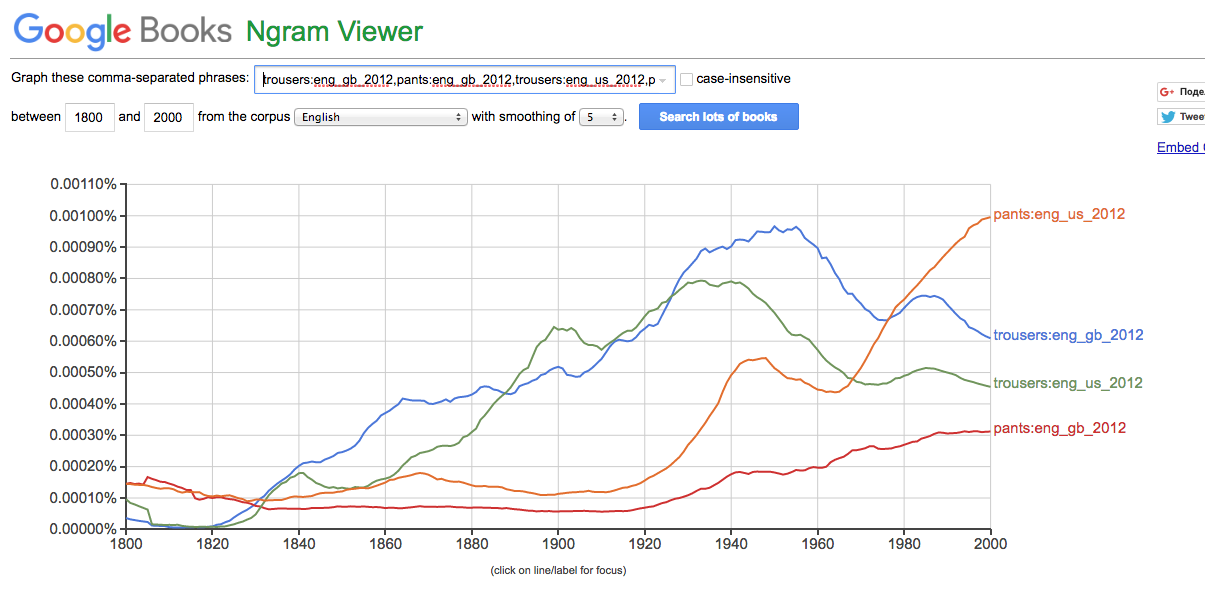 Google Books Ngram Viewer
Graph these comma-separated phrases: trousers:eng_gb_2012,pants:eng_gb_2012,trousers:eng_us_2012,p case-insensitive
between 1800 and 2000 from the corpus English with smoothing of 5 . Search lots of books
G+ Поде
Tweet
Embed
0.00110%
0.00100%
0.00090%
0.00080%
0.00070%
0.00060%
0.00050%
0.00040%
0.00030%
0.00020%
0.00010%
0.00000%
pants:eng_us_2012
trousers:eng_gb_2012
trousers:eng_us_2012
pants:eng_gb_2012
1800 1820 1840 1860 1880 1900 1920 1940 1960 1980 2000
(click on line/label for focus)